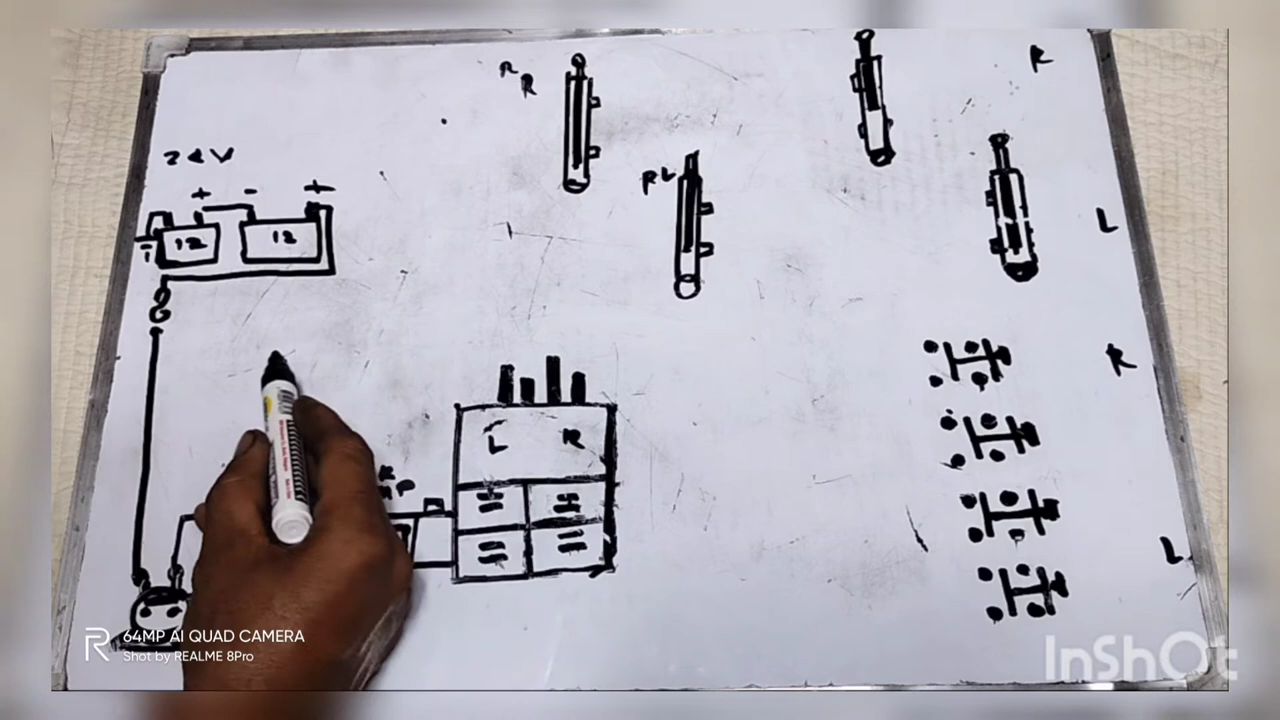 R
R
R
24V
RL
+ - +
12
12
L
R
L
R
L
64MP AI QUAD CAMERA
Shot by REALME 8Pro
InShOt